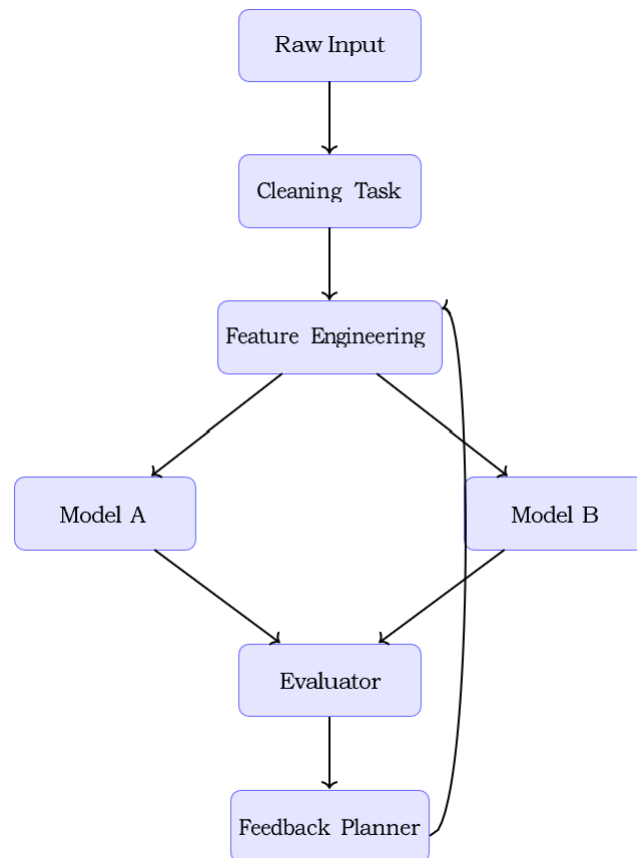 Raw Input
Cleaning Task
Feature Engineering
Model A
Model B
Evaluator
Feedback Planner